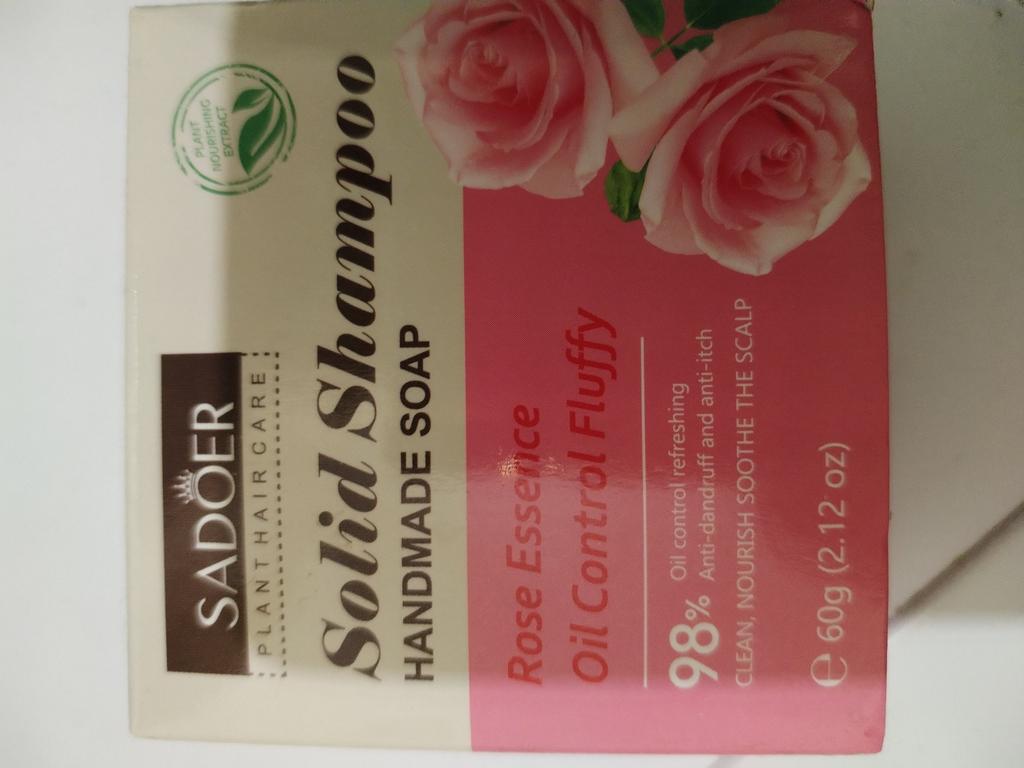 SADOER
PLANT HAIR CARE
PLANT
NOURISHING
EXTRACT
Solid Shampoo
HANDMADE SOAP
Rose Essence
Oil Control Fluffy
98% Oil control refreshing
Anti-dandruff and anti-itch
CLEAN, NOURISH SOOTHE THE SCALP
℮ 60g (2.12 oz)